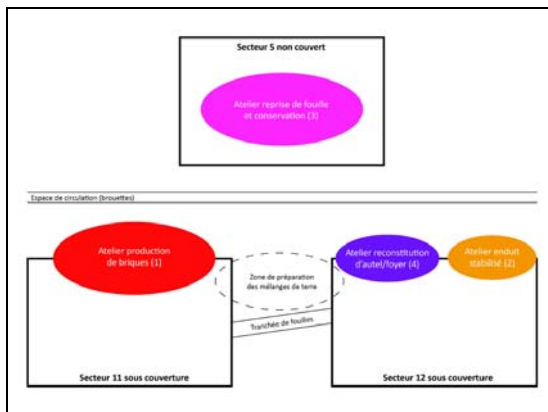 Secteur 5 non couvert
Atelier reprise de fouille
et conservation (3)
Espace de circulation (brouettes)
Atelier production
de briques (1)
Zone de préparation
des mélanges de terre
Atelier reconstitution
d'autel/foyer (4)
Atelier enduit
stabilisé (2)
Tranchée de fouilles
Secteur 11 sous couverture
Secteur 12 sous couverture